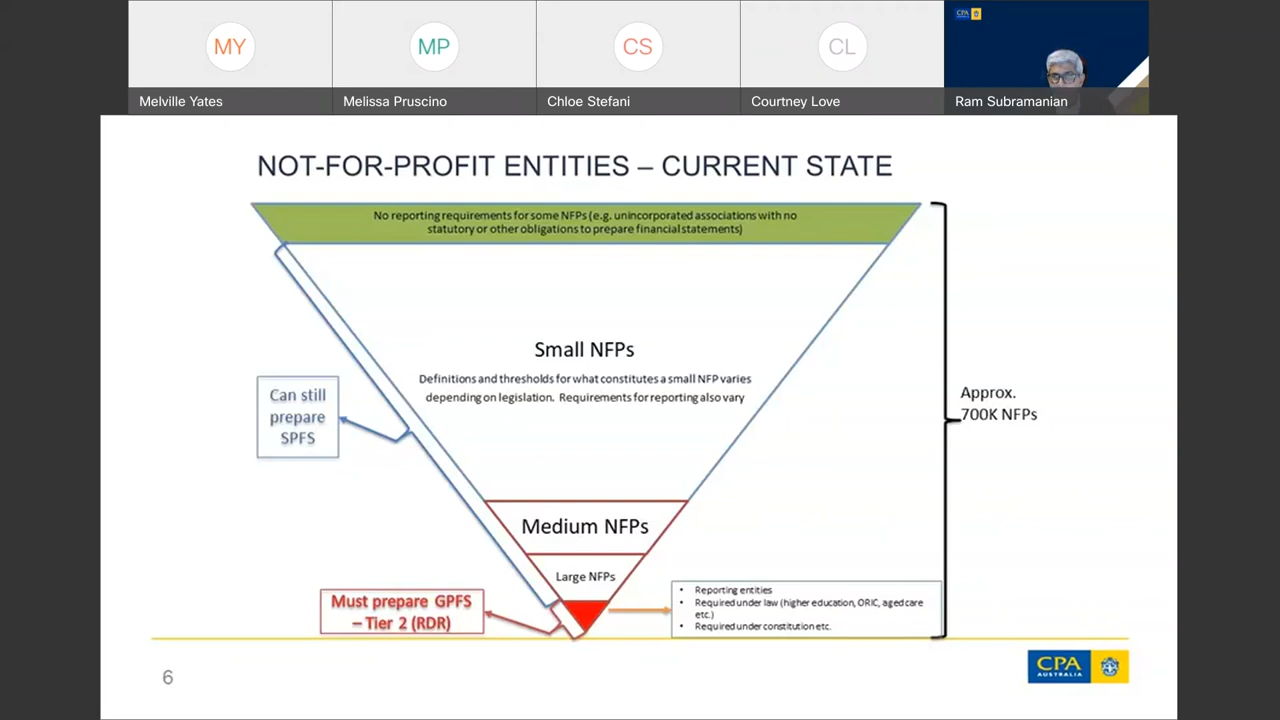 MY
MP
CS
CL
CPA
Melville Yates
Melissa Pruscino
Chloe Stefani
Courtney Love
Ram Subramanian
NOT-FOR-PROFIT ENTITIES – CURRENT STATE
No reporting requirements for some NFPs (e.g. unincorporated associations with no
statutory or other obligations to prepare financial statements)
Small NFPs
Definitions and thresholds for what constitutes a small NFP varies
depending on legislation. Requirements for reporting also vary
Can still
prepare
SPFS
Approx.
700K NFPs
Medium NFPs
Large NFPs
Must prepare GPFS
– Tier 2 (RDR)
• Reporting entities
• Required under law (higher education, ORIC, aged care
etc.)
• Required under constitution etc.
6
CPA
AUSTRALIA